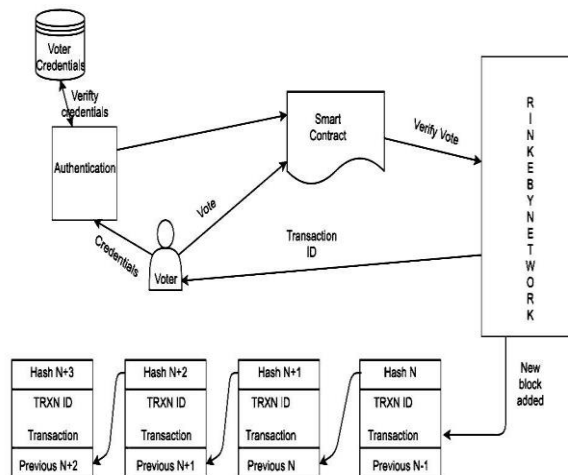 Voter
Credentials
Verifty
credentials
Authentication
Smart
Contract
Verify Vote
RINKEBYNETWORK
Vote
Credentials
Voter
Transaction
ID
New
block
added
Hash N+3
TRXN ID
Transaction
Previous N+2
Hash N+2
TRXN ID
Transaction
Previous N+1
Hash N+1
TRXN ID
Transaction
Previous N
Hash N
TRXN ID
Transaction
Previous N-1